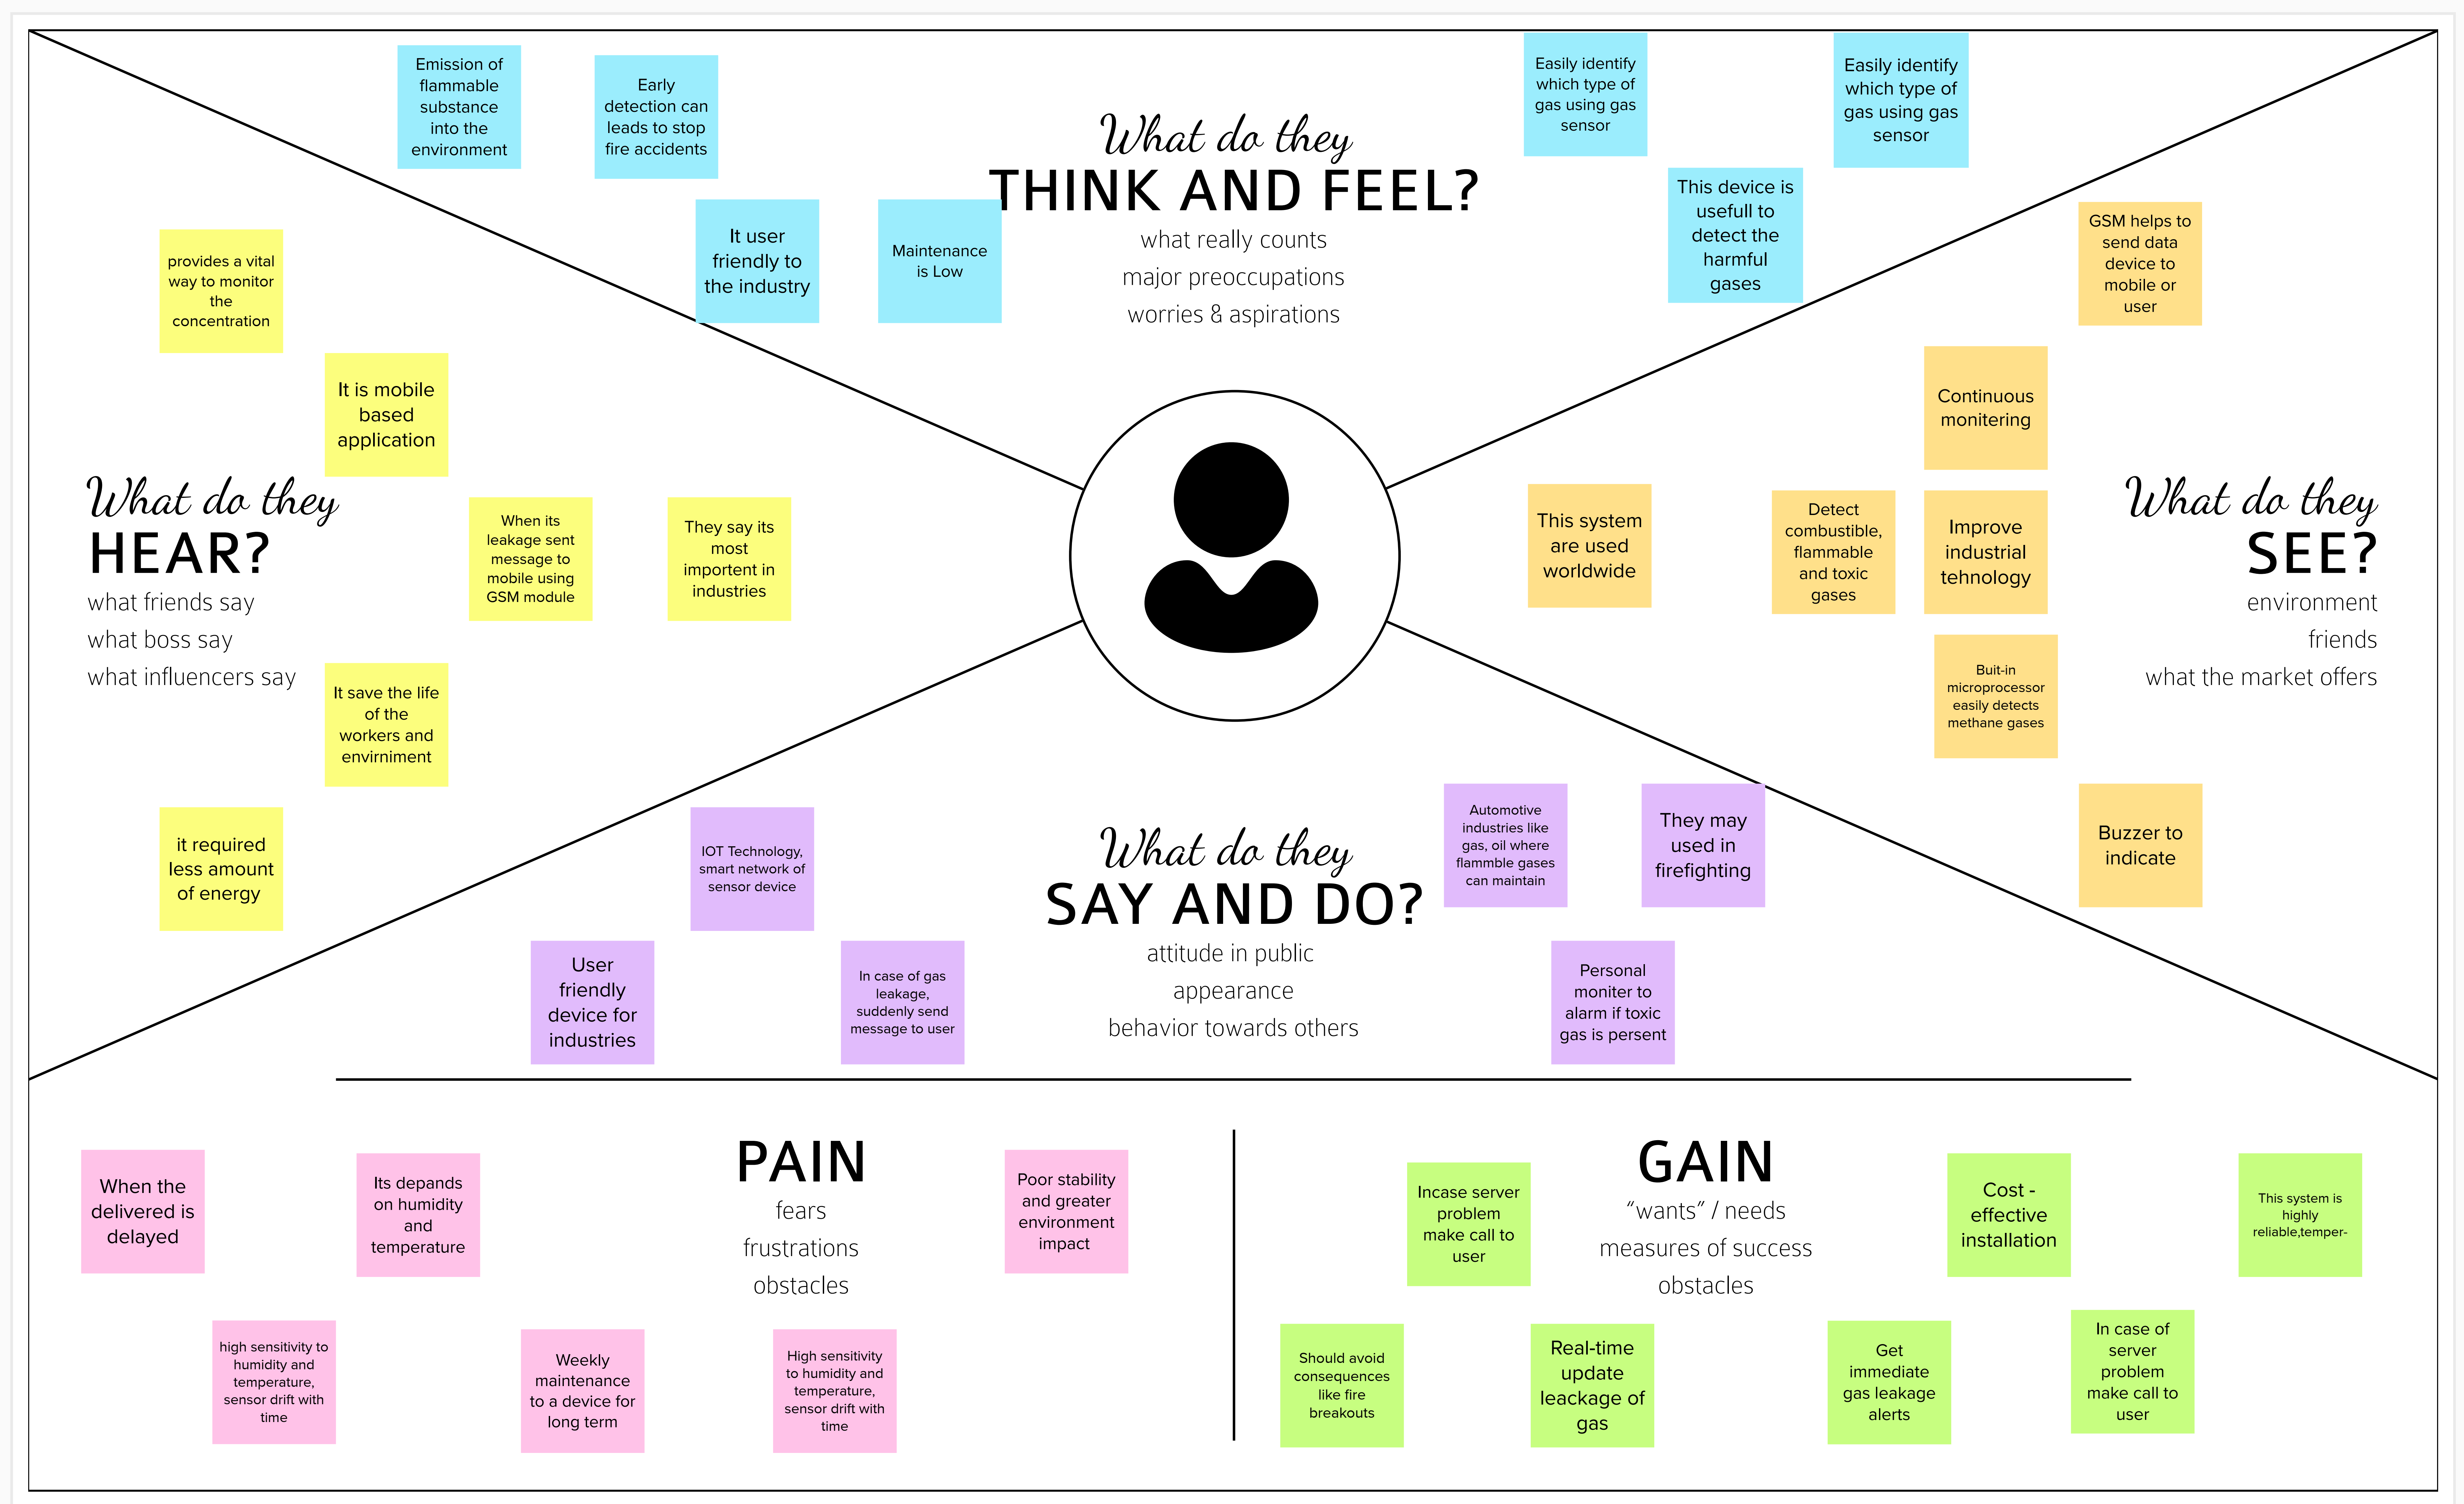 Emission of
flammable
substance
into the
environment
Early
detection can
leads to stop
fire accidents
It user
friendly to
the industry
Maintenance
is Low
What do they
THINK AND FEEL?
what really counts
major preoccupations
worries & aspirations
Easily identify
which type of
gas using gas
sensor
Easily identify
which type of
gas using gas
sensor
This device is
usefull to
detect the
harmful
gases
provides a vital
way to monitor
the
concentration
It is mobile
based
application
What do they
HEAR?
what friends say
what boss say
what influencers say
When its
leakage sent
message to
mobile using
GSM module
They say its
most
importent in
industries
It save the life
of the
workers and
envirniment
it required
less amount
of energy
GSM helps to
send data
device to
mobile or
user
Continuous
monitering
This system
are used
worldwide
Detect
combustible,
flammable
and toxic
gases
Improve
industrial
tehnology
What do they
SEE?
environment
friends
what the market offers
Buit-in
microprocessor
easily detects
methane gases
Buzzer to
indicate
IOT Technology,
smart network of
sensor device
User
friendly
device for
industries
In case of gas
leakage,
suddenly send
message to user
What do they
SAY AND DO?
attitude in public
appearance
behavior towards others
Automotive
industries like
gas, oil where
flammble gases
can maintain
They may
used in
firefighting
Personal
moniter to
alarm if toxic
gas is persent
When the
delivered is
delayed
Its depands
on humidity
and
temperature
PAIN
fears
frustrations
obstacles
Poor stability
and greater
environment
impact
high sensitivity to
humidity and
temperature,
sensor drift with
time
Weekly
maintenance
to a device for
long term
High sensitivity
to humidity and
temperature,
sensor drift with
time
Incase server
problem
make call to
user
GAIN
“wants” / needs
measures of success
obstacles
Cost -
effective
installation
This system is
highly
reliable,temper-
Should avoid
consequences
like fire
breakouts
Real-time
update
leackage of
gas
Get
immediate
gas leakage
alerts
In case of
server
problem
make call to
user